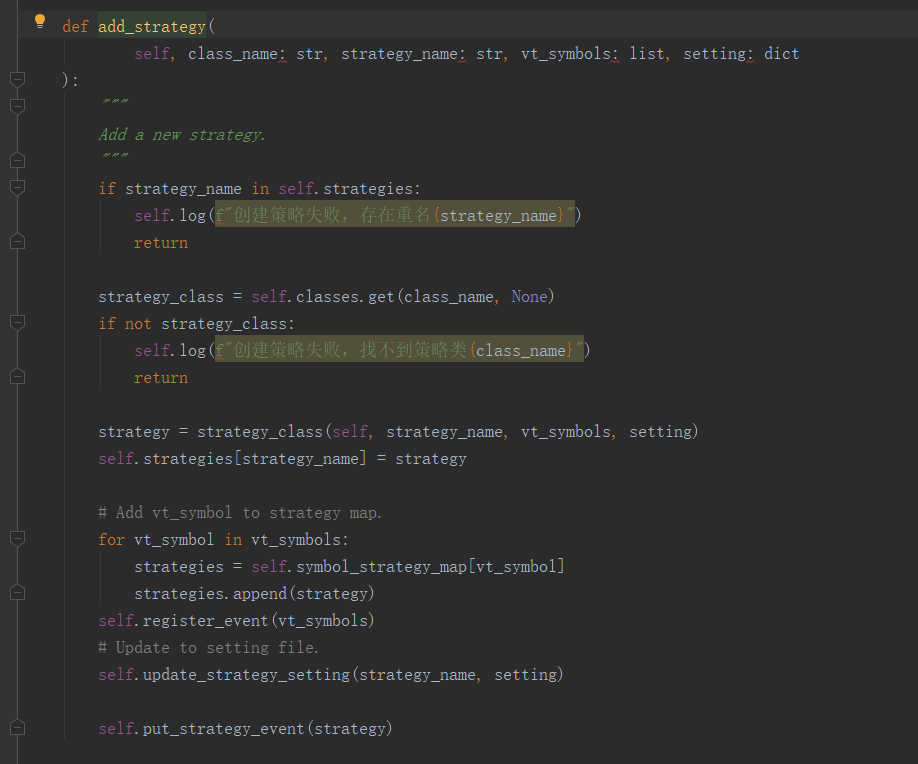 def add_strategy(
self, class_name: str, strategy_name: str, vt_symbols: list, setting: dict
):
"""
Add a new strategy.
"""
if strategy_name in self.strategies:
self.log(f"创建策略失败，存在重名{strategy_name}")
return
strategy_class = self.classes.get(class_name, None)
if not strategy_class:
self.log(f"创建策略失败，找不到策略类{class_name}")
return
strategy = strategy_class(self, strategy_name, vt_symbols, setting)
self.strategies[strategy_name] = strategy
# Add vt_symbol to strategy map.
for vt_symbol in vt_symbols:
strategies = self.symbol_strategy_map[vt_symbol]
strategies.append(strategy)
self.register_event(vt_symbols)
# Update to setting file.
self.update_strategy_setting(strategy_name, setting)
self.put_strategy_event(strategy)